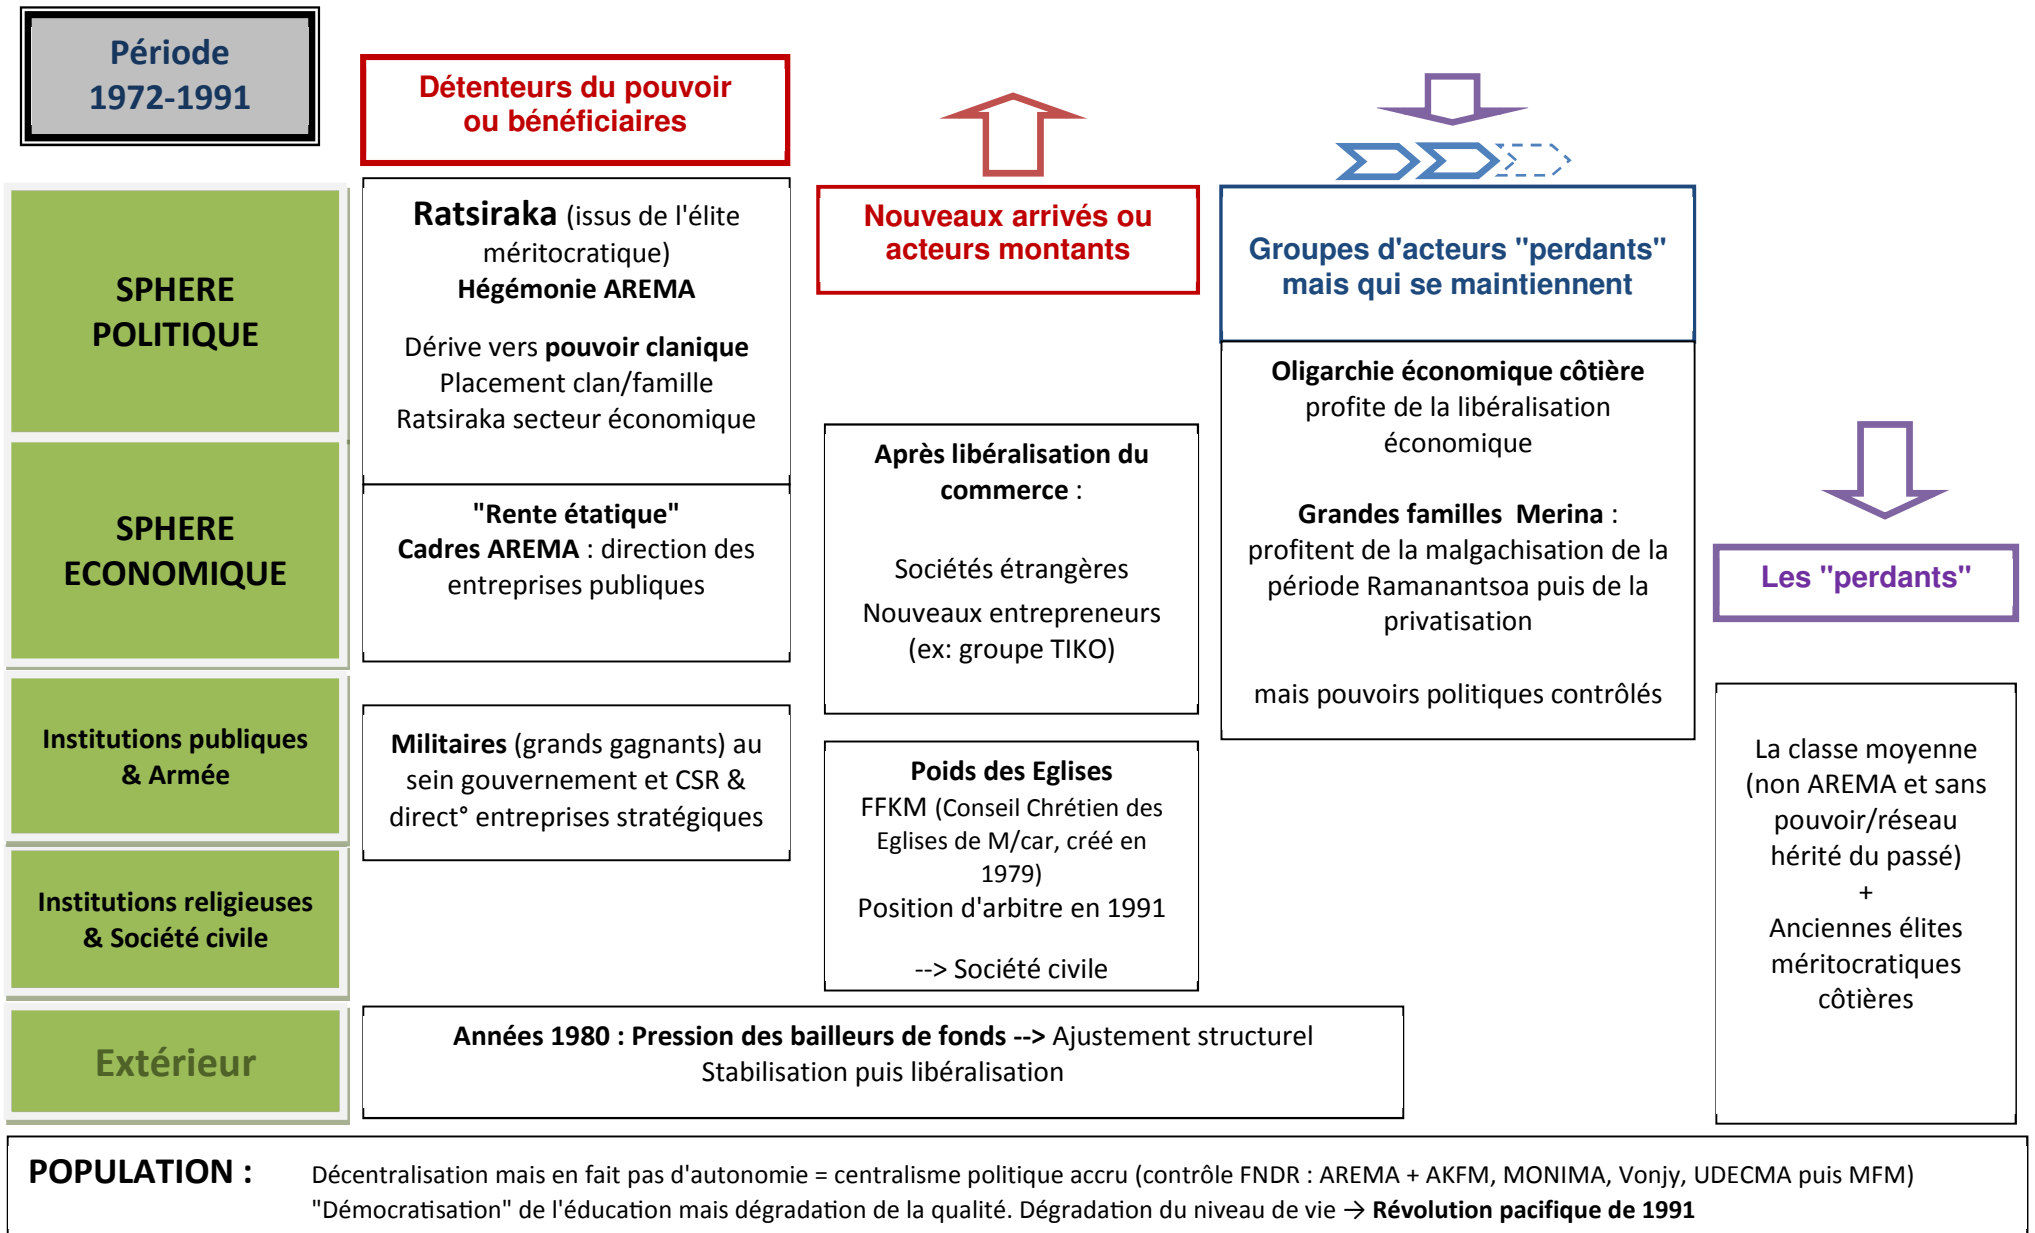 Période
1972-1991
Détenteurs du pouvoir
ou bénéficiaires
SPHERE
POLITIQUE
Ratsiraka (issus de l'élite
méritocratique)
Hégémonie AREMA
Dérive vers pouvoir clanique
Placement clan/famille
Ratsiraka secteur économique
Nouveaux arrivés ou
acteurs montants
Groupes d'acteurs "perdants"
mais qui se maintiennent
Oligarchie économique côtière
profite de la libéralisation
économique
Grandes familles Merina :
profitent de la malgachisation de la
période Ramanantsoa puis de la
privatisation
mais pouvoirs politiques contrôlés
SPHERE
ECONOMIQUE
"Rente étatique"
Cadres AREMA : direction des
entreprises publiques
Après libéralisation du
commerce :
Sociétés étrangères
Nouveaux entrepreneurs
(ex: groupe TIKO)
Les "perdants"
La classe moyenne
(non AREMA et sans
pouvoir/réseau
hérité du passé)
+
Anciennes élites
méritocratiques
côtières
Institutions publiques
& Armée
Militaires (grands gagnants) au
sein gouvernement et CSR &
direct° entreprises stratégiques
Poids des Eglises
FFKM (Conseil Chrétien des
Eglises de M/car, créé en
1979)
Position d'arbitre en 1991
--> Société civile
Institutions religieuses
& Société civile
Extérieur
Années 1980 : Pression des bailleurs de fonds --> Ajustement structurel
Stabilisation puis libéralisation
POPULATION : Décentralisation mais en fait pas d'autonomie = centralisme politique accru (contrôle FNDR : AREMA + AKFM, MONIMA, Vonjy, UDECMA puis MFM)
"Démocratisation" de l'éducation mais dégradation de la qualité. Dégradation du niveau de vie → Révolution pacifique de 1991